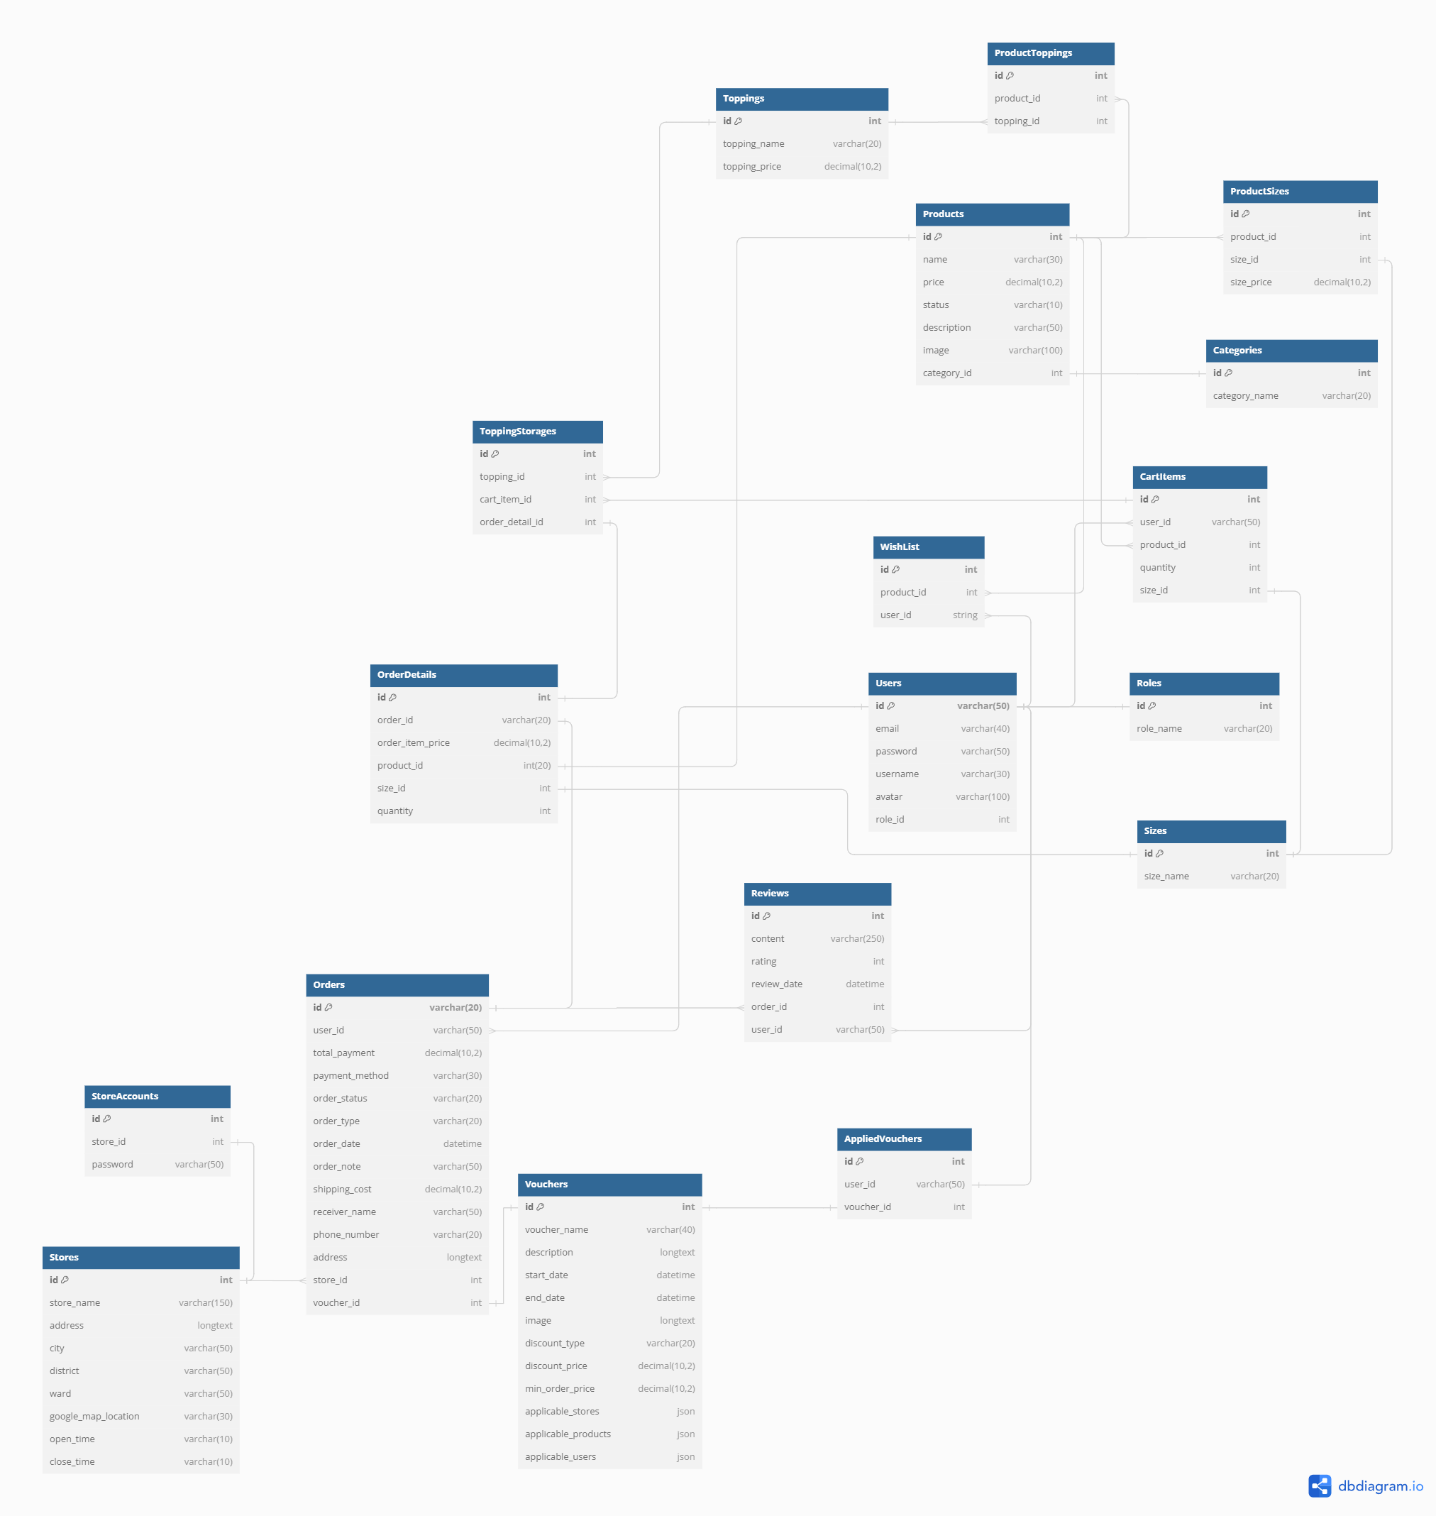 ProductToppings
id int
product_id int
topping_id int
Toppings
id int
topping_name varchar(20)
topping_price decimal(10,2)
ProductSizes
id int
product_id int
size_id int
size_price decimal(10,2)
Products
id int
name varchar(30)
price decimal(10,2)
status varchar(10)
description varchar(50)
image varchar(100)
category_id int
Categories
id int
category_name varchar(20)
ToppingStorages
id int
topping_id int
cart_item_id int
order_detail_id int
CartItems
id int
user_id varchar(50)
product_id int
quantity int
size_id int
WishList
id int
product_id int
user_id string
OrderDetails
id int
order_id varchar(20)
order_item_price decimal(10,2)
product_id int(20)
size_id int
quantity int
Users
id varchar(50)
email varchar(40)
password varchar(50)
username varchar(30)
avatar varchar(100)
role_id int
Roles
id int
role_name varchar(20)
Sizes
id int
size_name varchar(20)
Reviews
id int
content varchar(250)
rating int
review_date datetime
order_id int
user_id varchar(50)
Orders
id varchar(20)
user_id varchar(50)
total_payment decimal(10,2)
payment_method varchar(30)
order_status varchar(20)
order_type varchar(20)
order_date datetime
order_note varchar(50)
shipping_cost decimal(10,2)
receiver_name varchar(50)
phone_number varchar(20)
address longtext
store_id int
voucher_id int
StoreAccounts
id int
store_id int
password varchar(50)
AppliedVouchers
id int
user_id varchar(50)
voucher_id int
Vouchers
id int
voucher_name varchar(40)
description longtext
start_date datetime
end_date datetime
image longtext
discount_type varchar(20)
discount_price decimal(10,2)
min_order_price decimal(10,2)
applicable_stores json
applicable_products json
applicable_users json
Stores
id int
store_name varchar(150)
address longtext
city varchar(50)
district varchar(50)
ward varchar(50)
google_map_location varchar(30)
open_time varchar(10)
close_time varchar(10)
dbdiagram.io